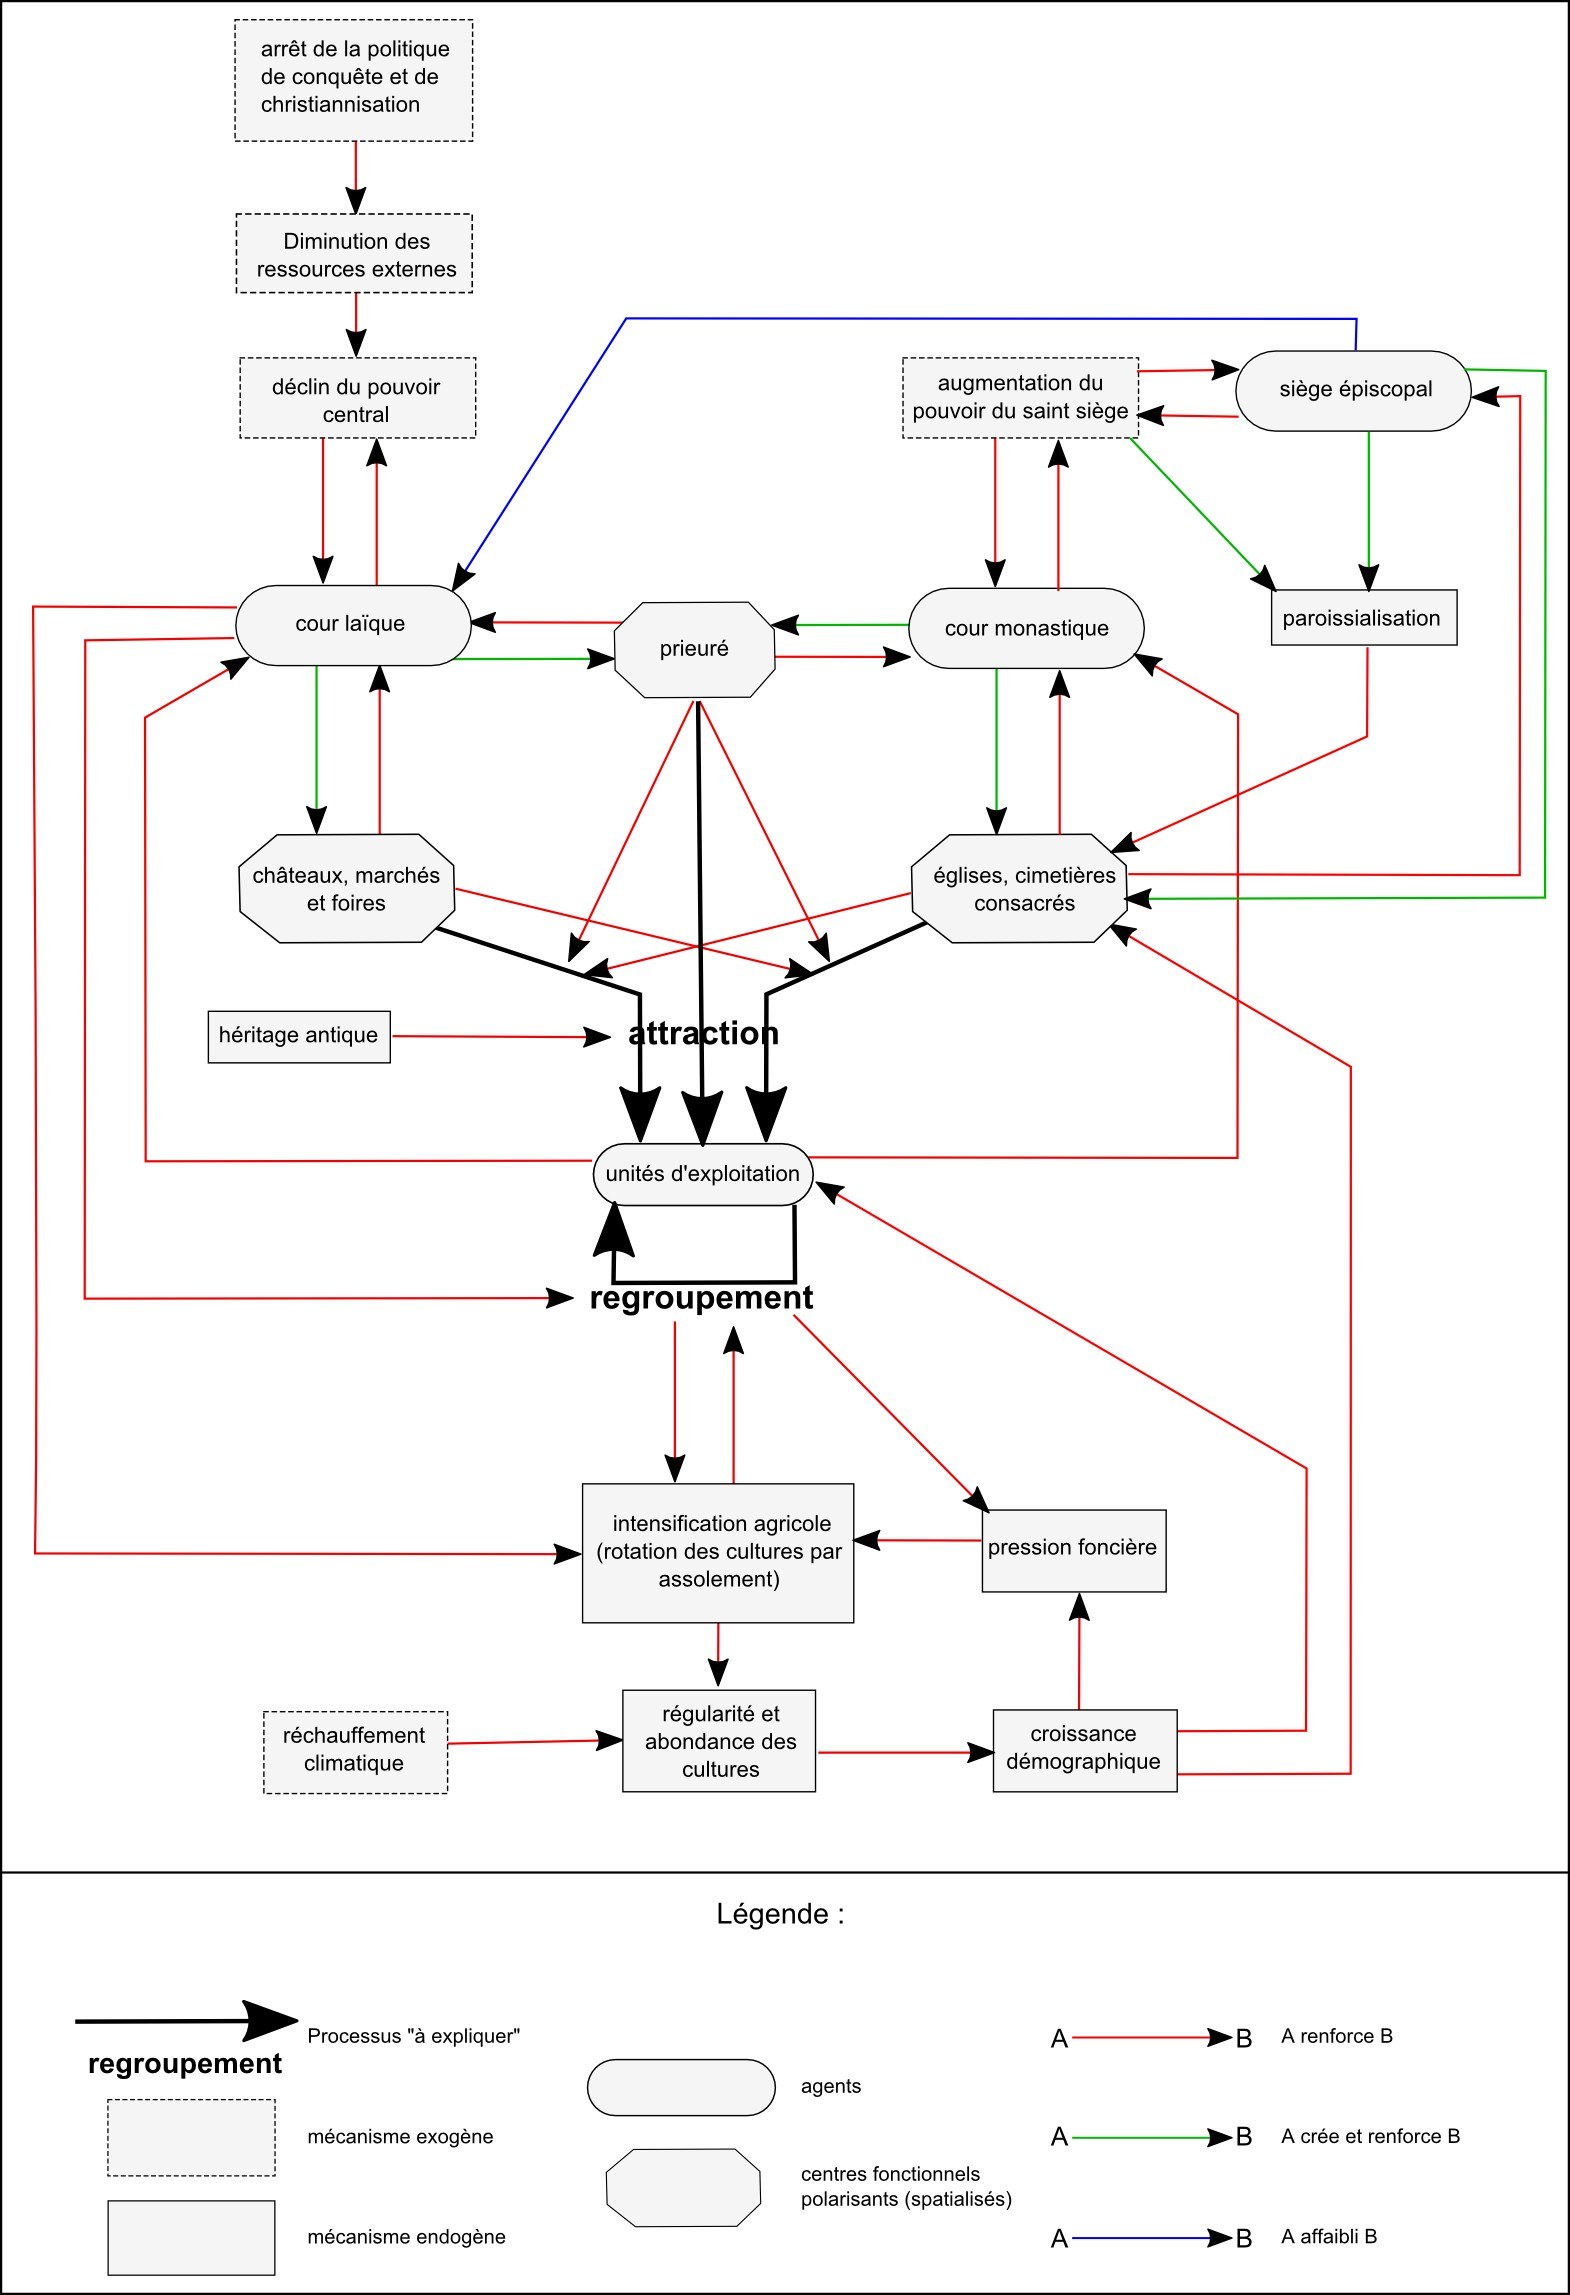 arrêt de la politique
de conquête et de
christiannisation
Diminution des
ressources externes
déclin du pouvoir
central
augmentation du
pouvoir du saint siège
siège épiscopal
cour laïque
prieuré
cour monastique
paroissialisation
châteaux, marchés
et foires
églises, cimetières
consacrés
héritage antique
attraction
unités d'exploitation
regroupement
intensification agricole
(rotation des cultures par
assolement)
pression foncière
réchauffement
climatique
régularité et
abondance des
cultures
croissance
démographique
Légende :
Processus "à expliquer"
regroupement
mécanisme exogène
mécanisme endogène
agents
centres fonctionnels
polarisants (spatialisés)
A B A renforce B
A B A crée et renforce B
A B A affaibli B